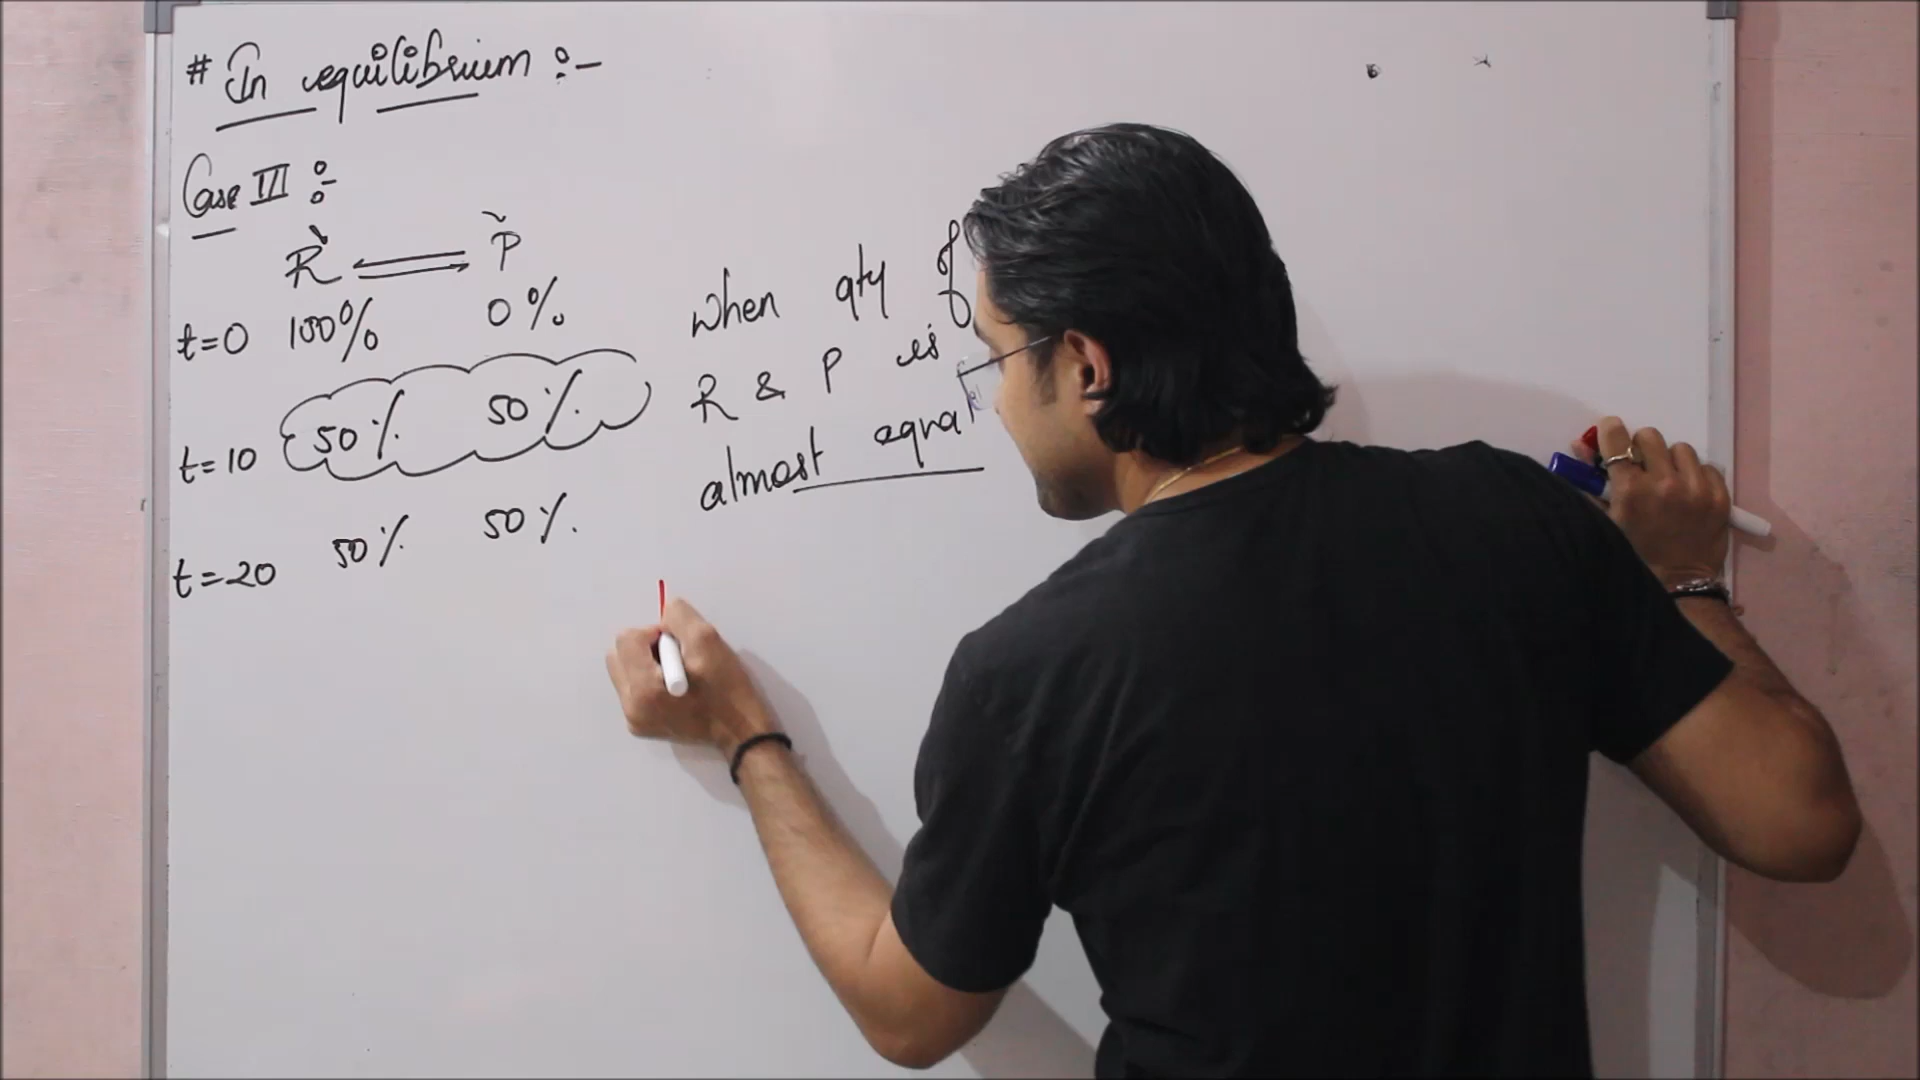 # In equilibrium :-
Case III :-
R ⇌ P
t=0 100% 0%
t=10 50% 50%
t=20 50% 50%
when qty of
R & P is
almost equal